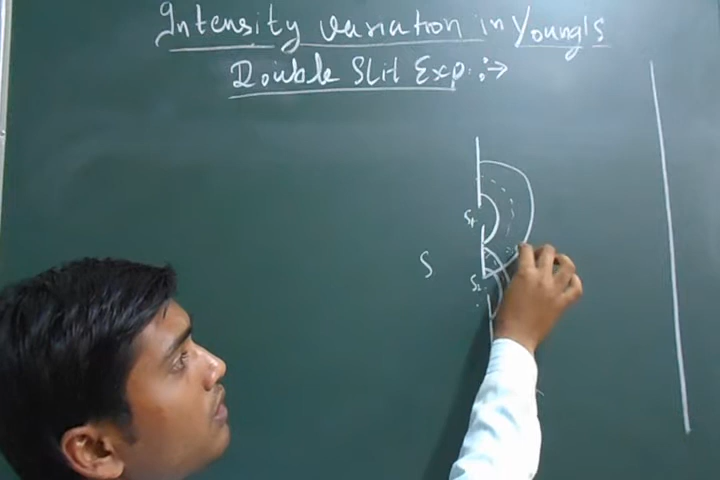 Intensity variation in Young's
Double Slit Exp. :→
S1
S
S2